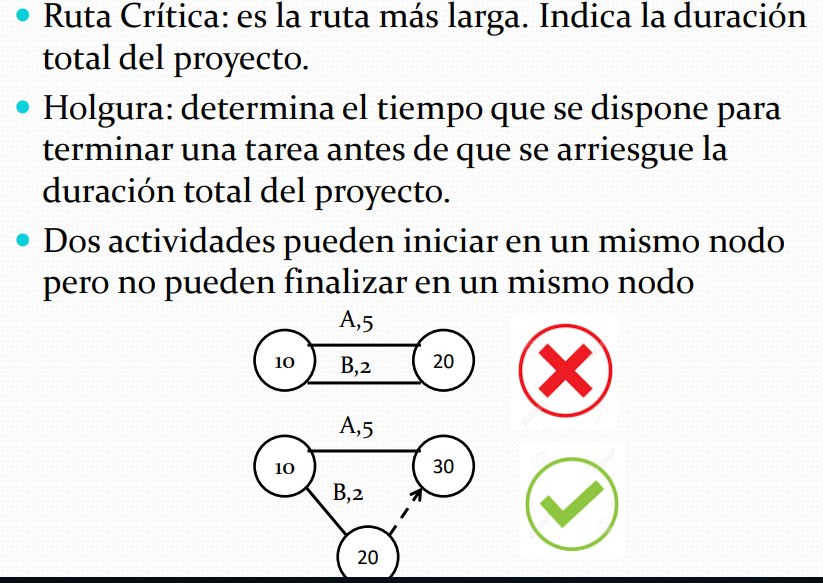 • Ruta Crítica: es la ruta más larga. Indica la duración
total del proyecto.
• Holgura: determina el tiempo que se dispone para
terminar una tarea antes de que se arriesgue la
duración total del proyecto.
• Dos actividades pueden iniciar en un mismo nodo
pero no pueden finalizar en un mismo nodo
A,5
10
B,2
20
A,5
10
30
B,2
20